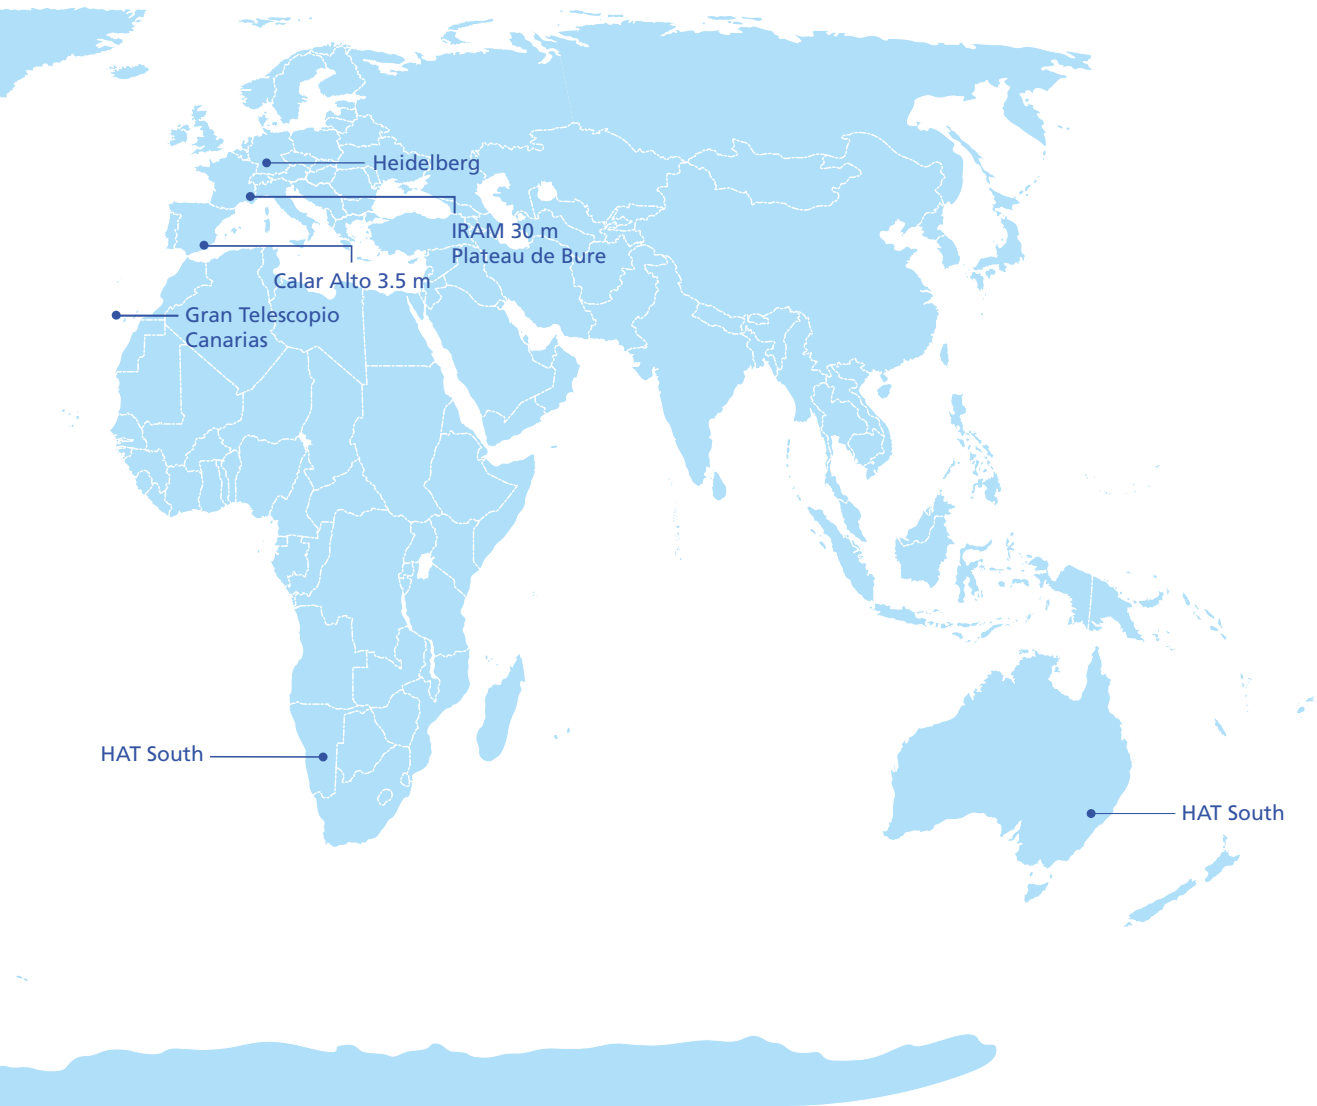 Heidelberg
IRAM 30 m
Plateau de Bure
Calar Alto 3.5 m
Gran Telescopio
Canarias
HAT South
HAT South